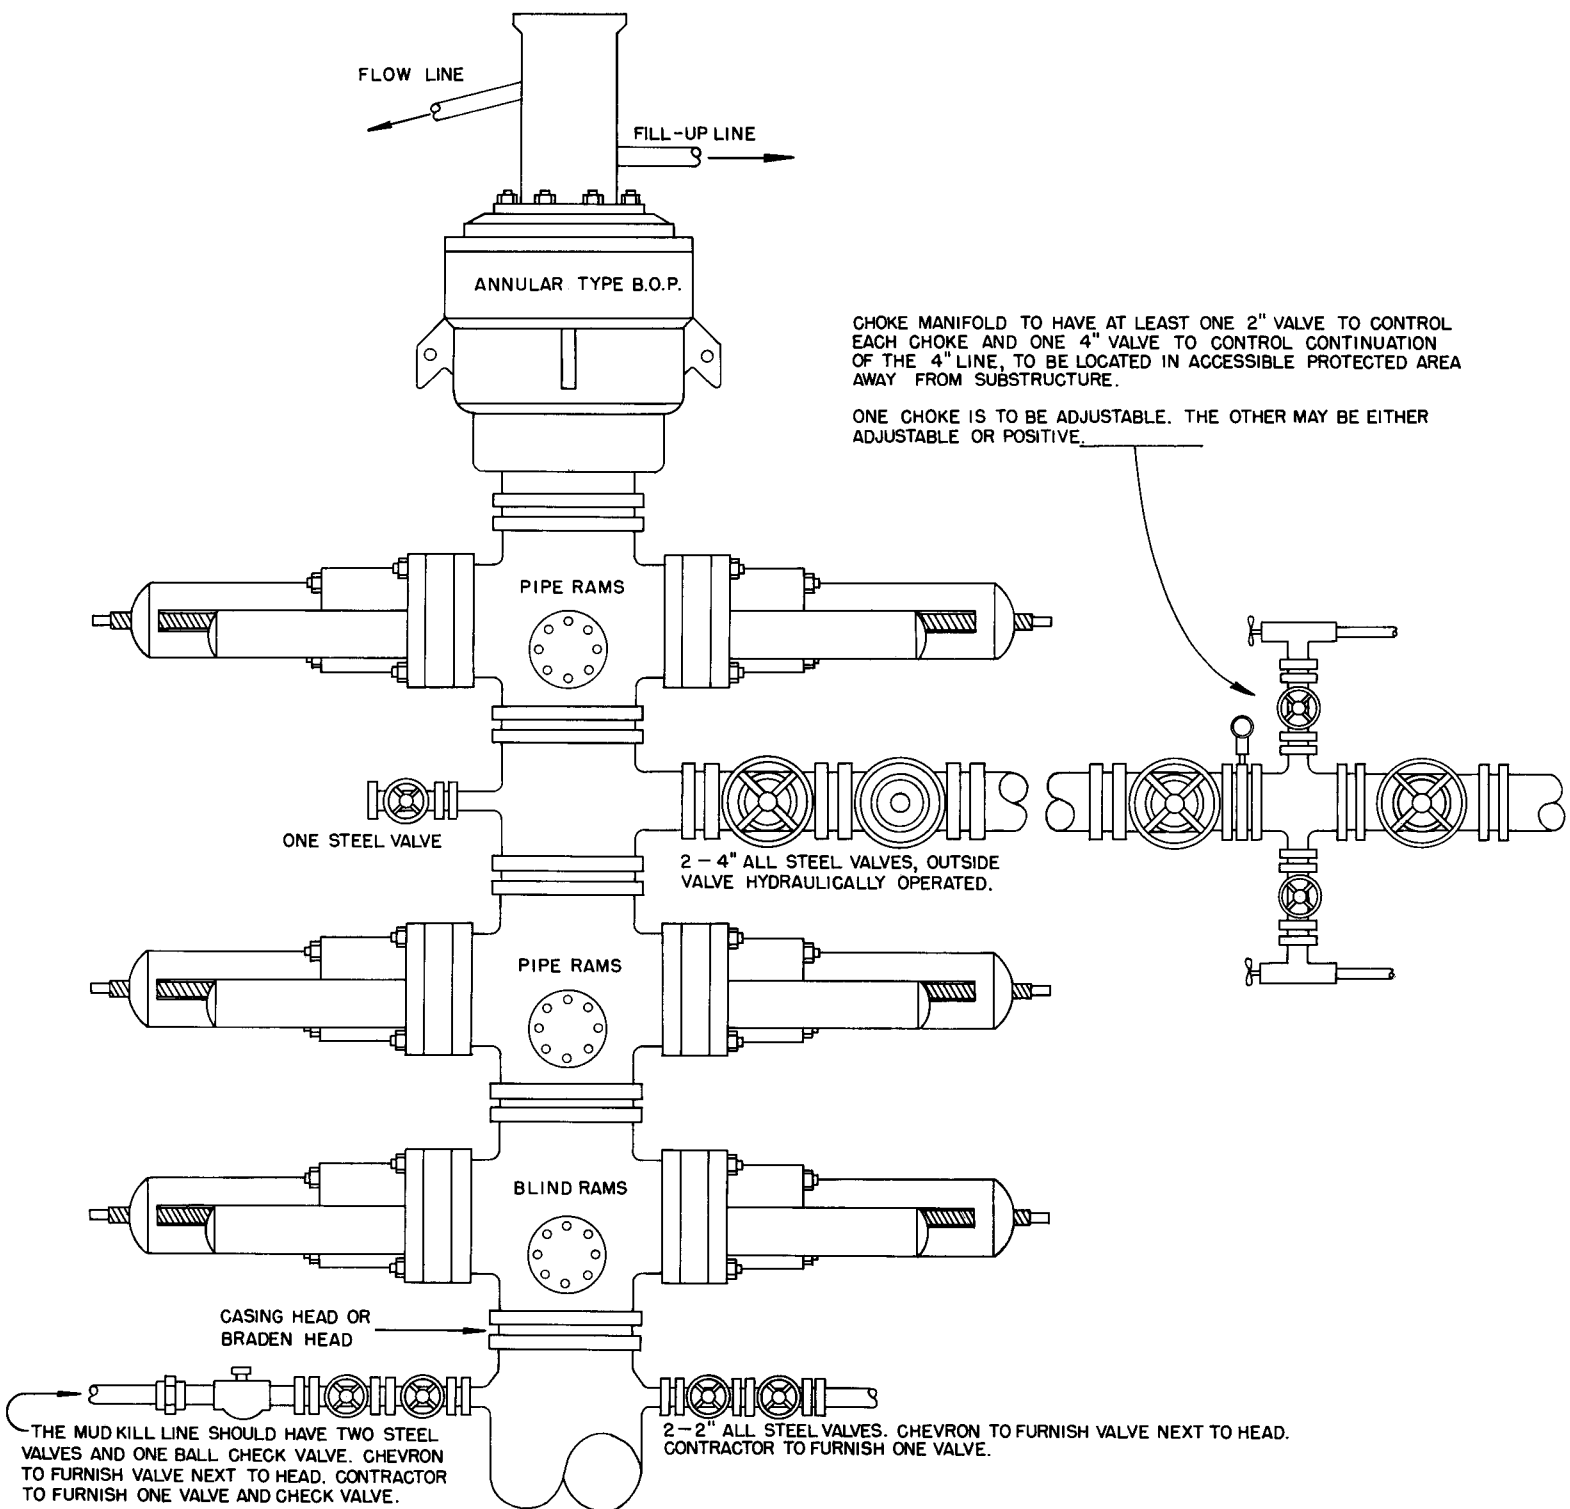 FLOW LINE
FILL-UP LINE
ANNULAR TYPE B.O.P.
CHOKE MANIFOLD TO HAVE AT LEAST ONE 2" VALVE TO CONTROL
EACH CHOKE AND ONE 4" VALVE TO CONTROL CONTINUATION
OF THE 4" LINE, TO BE LOCATED IN ACCESSIBLE PROTECTED AREA
AWAY FROM SUBSTRUCTURE.
ONE CHOKE IS TO BE ADJUSTABLE. THE OTHER MAY BE EITHER
ADJUSTABLE OR POSITIVE.
PIPE RAMS
ONE STEEL VALVE
2-4" ALL STEEL VALVES, OUTSIDE
VALVE HYDRAULICALLY OPERATED.
PIPE RAMS
BLIND RAMS
CASING HEAD OR
BRADEN HEAD
THE MUD KILL LINE SHOULD HAVE TWO STEEL
VALVES AND ONE BALL CHECK VALVE. CHEVRON
TO FURNISH VALVE NEXT TO HEAD. CONTRACTOR
TO FURNISH ONE VALVE AND CHECK VALVE.
2-2" ALL STEEL VALVES. CHEVRON TO FURNISH VALVE NEXT TO HEAD.
CONTRACTOR TO FURNISH ONE VALVE.